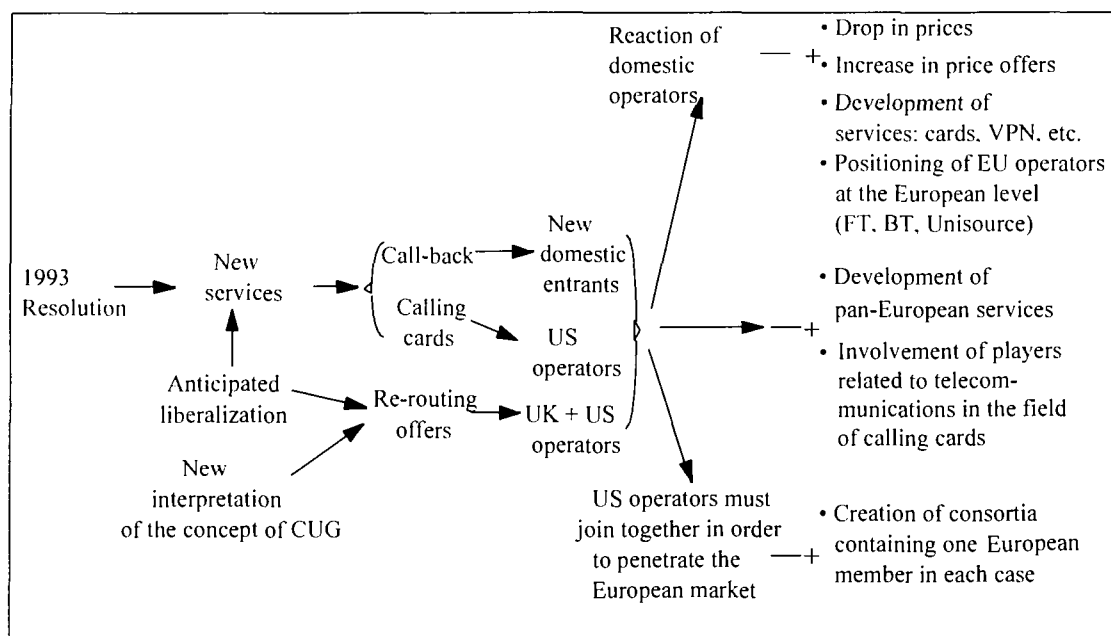 1993
Resolution
New
services
Anticipated
liberalization
New
interpretation
of the concept of CUG
Call-back
Calling
cards
Re-routing
offers
New
domestic
entrants
US
operators
UK + US
operators
Reaction of
domestic
operators
US operators must
join together in order
to penetrate the
European market
• Drop in prices
• Increase in price offers
• Development of
services: cards, VPN, etc.
• Positioning of EU operators
at the European level
(FT, BT, Unisource)
• Development of
pan-European services
• Involvement of players
related to telecom-
munications in the field
of calling cards
• Creation of consortia
containing one European
member in each case